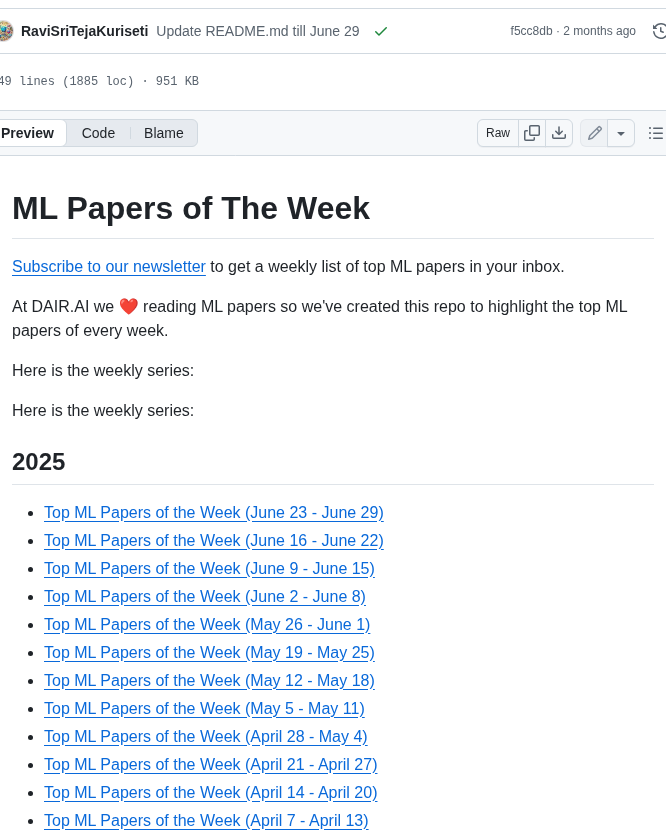 RaviSriTejaKuriseti Update README.md till June 29 f5cc8db · 2 months ago
49 lines (1885 loc) · 951 KB
Preview Code Blame Raw
ML Papers of The Week
Subscribe to our newsletter to get a weekly list of top ML papers in your inbox.
At DAIR.AI we ❤️ reading ML papers so we've created this repo to highlight the top ML
papers of every week.
Here is the weekly series:
Here is the weekly series:
2025
Top ML Papers of the Week (June 23 - June 29)
Top ML Papers of the Week (June 16 - June 22)
Top ML Papers of the Week (June 9 - June 15)
Top ML Papers of the Week (June 2 - June 8)
Top ML Papers of the Week (May 26 - June 1)
Top ML Papers of the Week (May 19 - May 25)
Top ML Papers of the Week (May 12 - May 18)
Top ML Papers of the Week (May 5 - May 11)
Top ML Papers of the Week (April 28 - May 4)
Top ML Papers of the Week (April 21 - April 27)
Top ML Papers of the Week (April 14 - April 20)
Top ML Papers of the Week (April 7 - April 13)